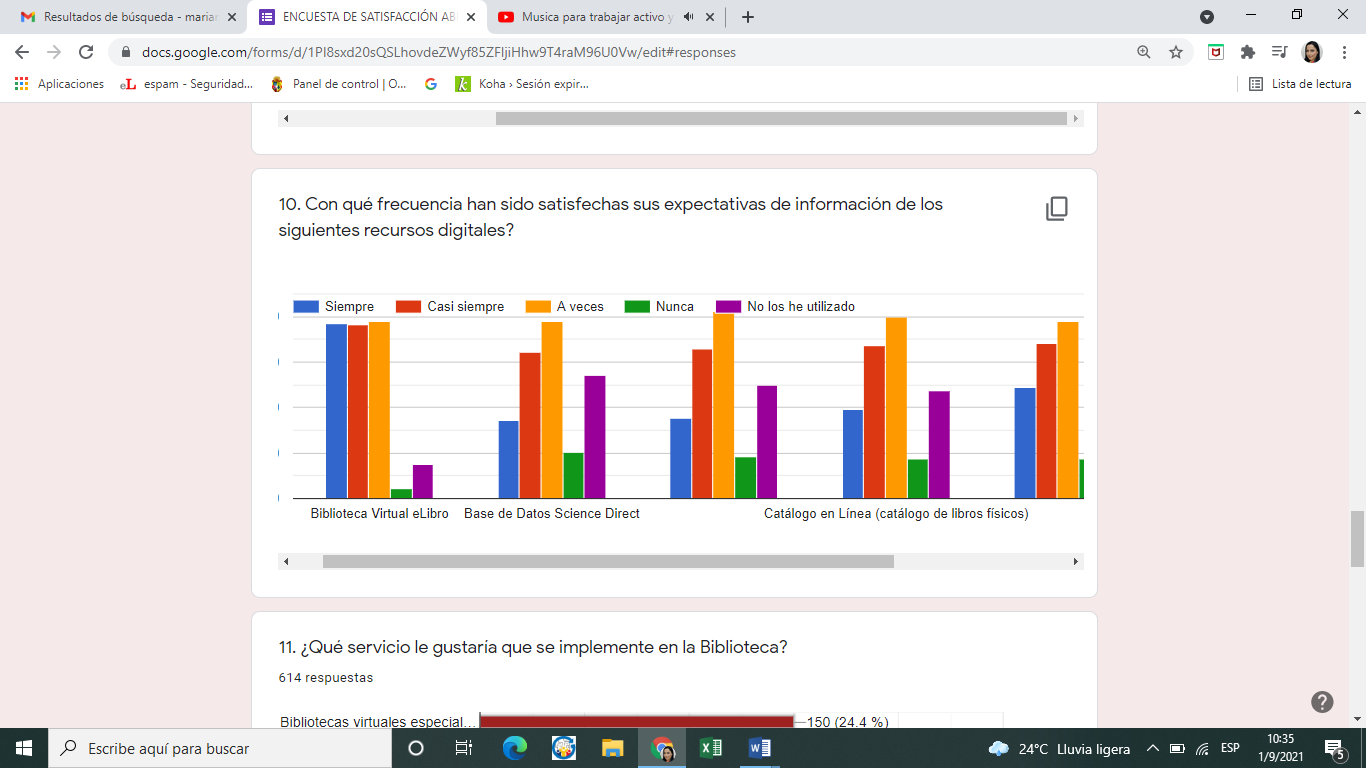 Resultados de búsqueda - marian
ENCUESTA DE SATISFACCIÓN AB
Musica para trabajar activo y
docs.google.com/forms/d/1Pl8sxd20sQSLhovdeZWyf85ZFljiHhw9T4raM96U0Vw/edit#responses
Aplicaciones
espam - Seguridad...
Panel de control | O...
Koha › Sesión expir...
Lista de lectura
10. Con qué frecuencia han sido satisfechas sus expectativas de información de los
siguientes recursos digitales?
Siempre
Casi siempre
A veces
Nunca
No los he utilizado
Biblioteca Virtual eLibro
Base de Datos Science Direct
Catálogo en Línea (catálogo de libros físicos)
11. ¿Qué servicio le gustaría que se implemente en la Biblioteca?
614 respuestas
Bibliotecas virtuales especial...
150 (24.4 %)
Escribe aquí para buscar
24°C Lluvia ligera
ESP
10:35
1/9/2021
5